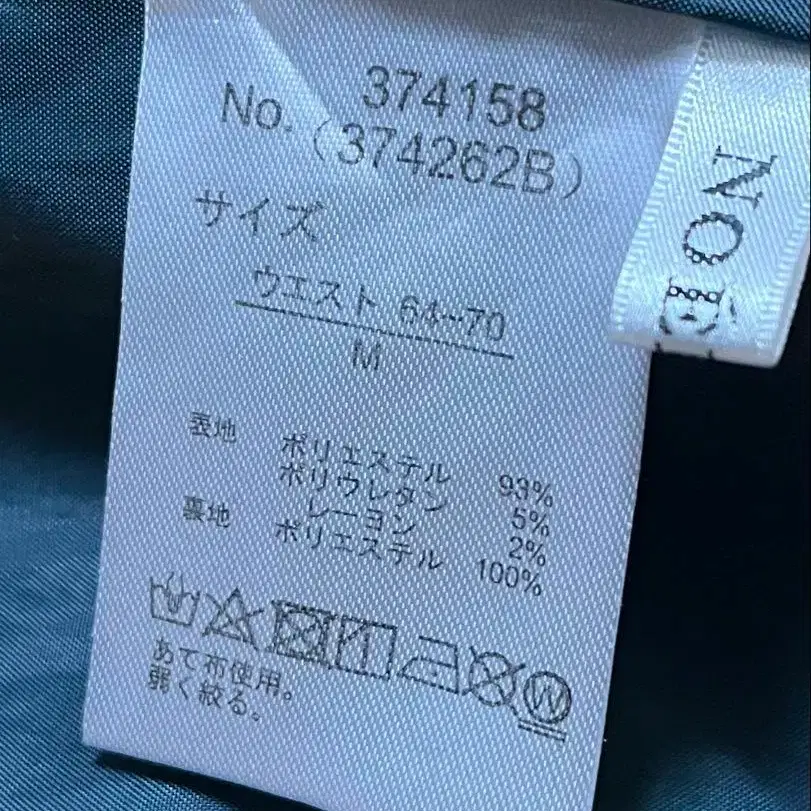 374158
No. (374262B)
サイズ
ウエスト 64~70
M
表地 ポリエステル 93%
ポリウレタン 5%
レーヨン 2%
裏地 ポリエステル 100%
W
あて布使用。
弱く絞る。
NOE